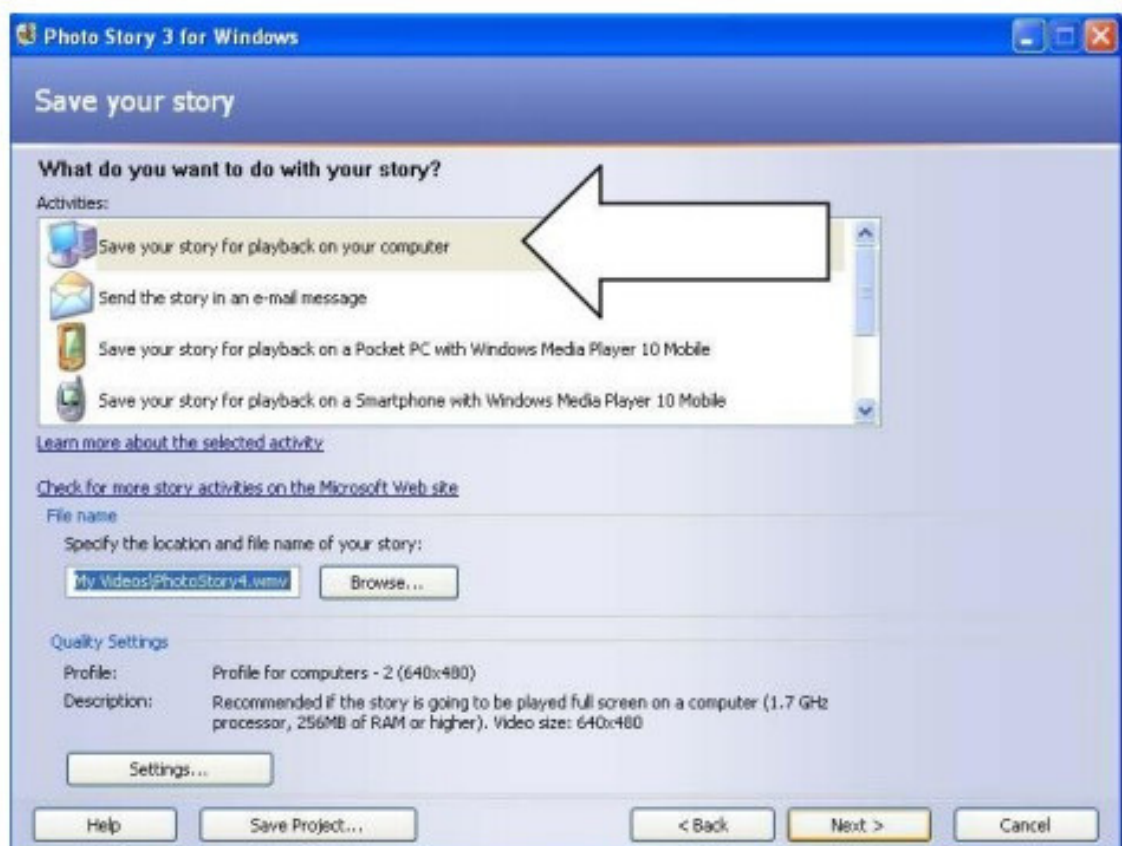 Photo Story 3 for Windows
Save your story
What do you want to do with your story?
Activities:
Save your story for playback on your computer
Send the story in an e-mail message
Save your story for playback on a Pocket PC with Windows Media Player 10 Mobile
Save your story for playback on a Smartphone with Windows Media Player 10 Mobile
Learn more about the selected activity
Check for more story activities on the Microsoft Web site
File name
Specify the location and file name of your story:
My Videos\PhotoStory4.wmv
Browse...
Quality Settings
Profile: Profile for computers - 2 (640x480)
Description: Recommended if the story is going to be played full screen on a computer (1.7 GHz
processor, 256MB of RAM or higher). Video size: 640x480
Settings...
Help Save Project... < Back Next > Cancel